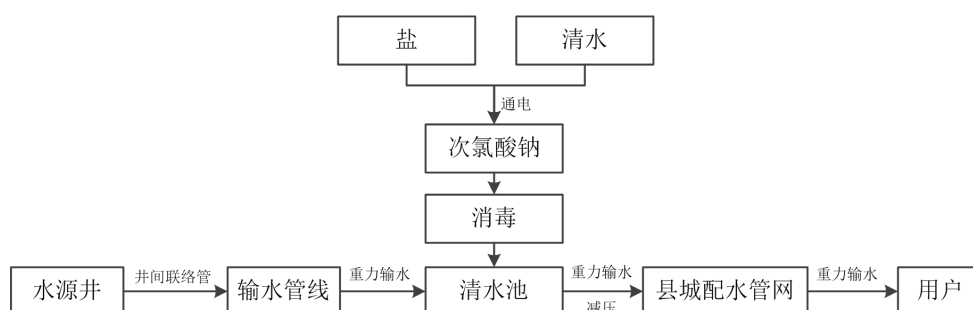 盐
清水
通电
次氯酸钠
消毒
井间联络管
重力输水
重力输水
重力输水
水源井
输水管线
清水池
县城配水管网
用户
减压